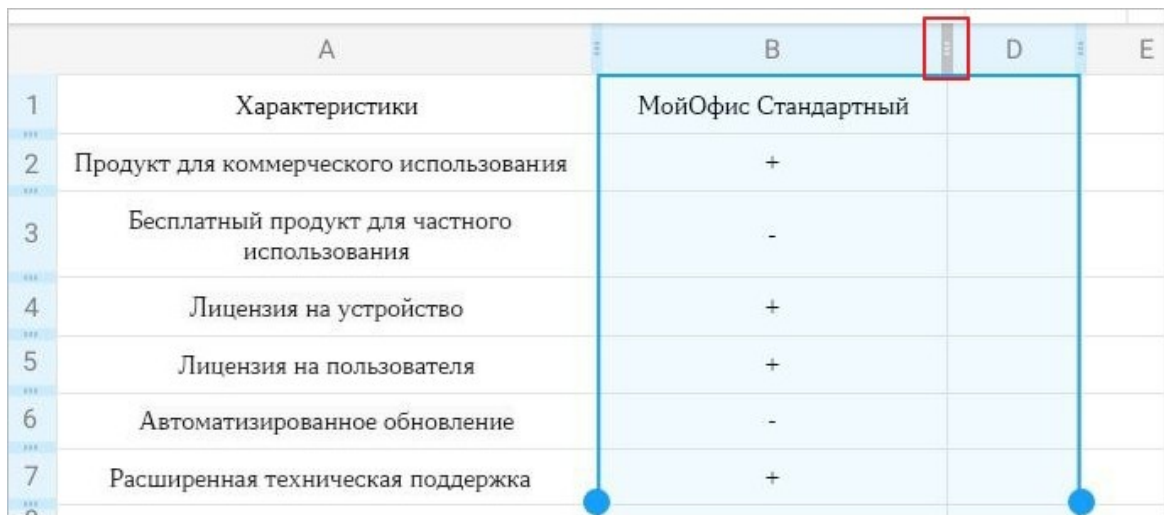 A B D E
1 Характеристики МойОфис Стандартный
2 Продукт для коммерческого использования +
3 Бесплатный продукт для частного
использования -
4 Лицензия на устройство +
5 Лицензия на пользователя +
6 Автоматизированное обновление -
7 Расширенная техническая поддержка +